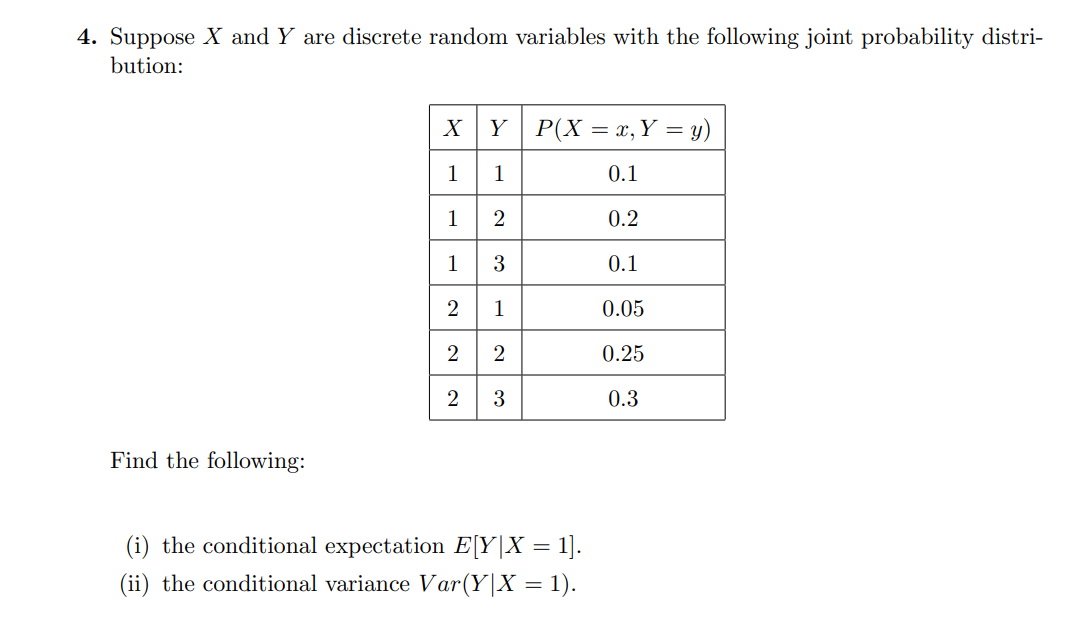 4. Suppose X and Y are discrete random variables with the following joint probability distri-
bution:
X Y P(X = x, Y = y)
1 1 0.1
1 2 0.2
1 3 0.1
2 1 0.05
2 2 0.25
2 3 0.3
Find the following:
(i) the conditional expectation E[Y|X = 1].
(ii) the conditional variance Var(Y|X = 1).